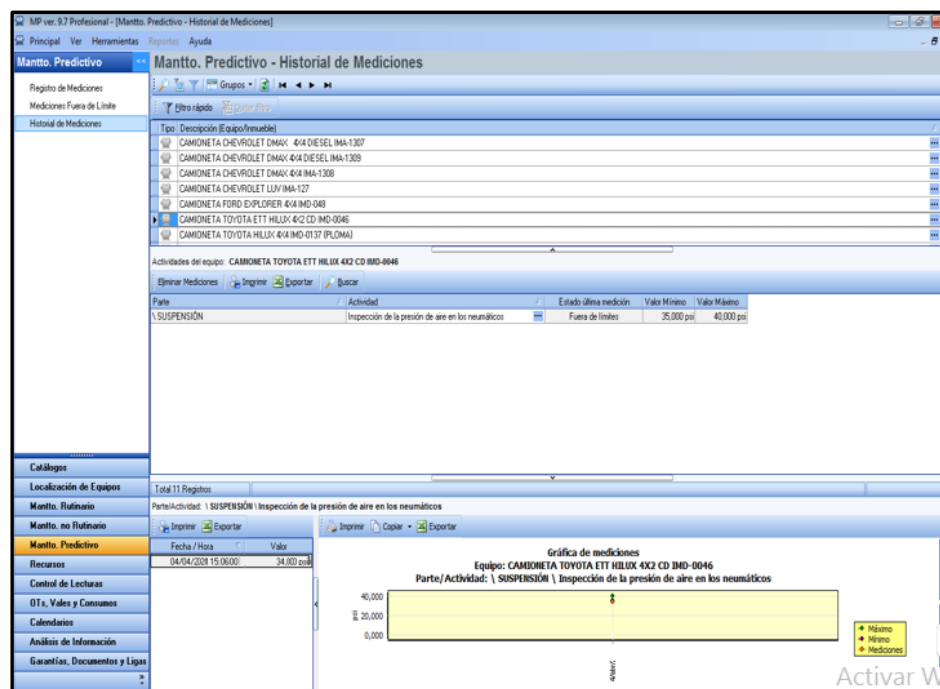 MP ver. 9.7 Profesional - [Mantto. Predictivo - Historial de Mediciones]
Principal Ver Herramientas Reportes Ayuda
Mantto. Predictivo <<
Mantto. Predictivo - Historial de Mediciones
Registro de Mediciones
Mediciones Fuera de Límite
Historial de Mediciones
Grupos
Filtro rápido Quitar filtro
Tipo Descripción (Equipo/Inmueble)
CAMIONETA CHEVROLET DMAX 4X4 DIESEL IMA-1307
CAMIONETA CHEVROLET DMAX 4X4 DIESEL IMA-1309
CAMIONETA CHEVROLET DMAX 4X4 IMA-1308
CAMIONETA CHEVROLET LUV IMA-127
CAMIONETA FORD EXPLORER 4X4 IMD-048
CAMIONETA TOYOTA ETT HILUX 4X2 CD IMD-0046
CAMIONETA TOYOTA HILUX 4X4 IMD-0137 (PLOMA)
Actividades del equipo: CAMIONETA TOYOTA ETT HILUX 4X2 CD IMD-0046
Eliminar Mediciones Imprimir Exportar Buscar
Parte Actividad Estado última medición Valor Mínimo Valor Máximo
\ SUSPENSIÓN Inspección de la presión de aire en los neumáticos Fuera de límites 35,000 psi 40,000 psi
Catálogos
Localización de Equipos
Mantto. Rutinario
Mantto. no Rutinario
Mantto. Predictivo
Recursos
Control de Lecturas
OTs, Vales y Consumos
Calendarios
Análisis de Información
Garantías, Documentos y Ligas
Total 11 Registros
Parte/Actividad: \ SUSPENSIÓN \ Inspección de la presión de aire en los neumáticos
Imprimir Exportar
Fecha / Hora Valor
34,000 psi
Imprimir Copiar Exportar
Gráfica de mediciones
Equipo: CAMIONETA TOYOTA ETT HILUX 4X2 CD IMD-0046
Parte/Actividad: \ SUSPENSIÓN \ Inspección de la presión de aire en los neumáticos
40,000
20,000
0,000
psi
Máximo
Mínimo
Mediciones
Activar W